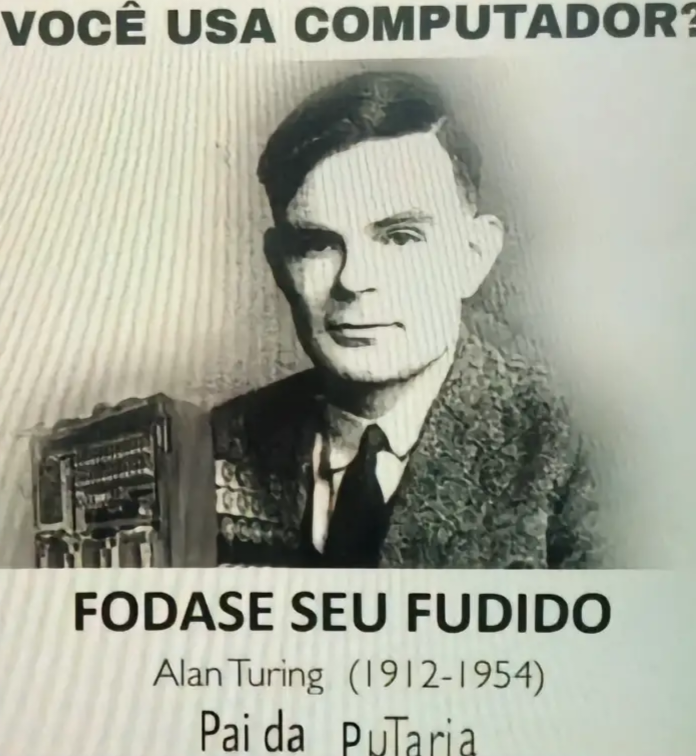 VOCÊ USA COMPUTADOR?
FODASE SEU FUDIDO
Alan Turing (1912-1954)
Pai da PuTaria